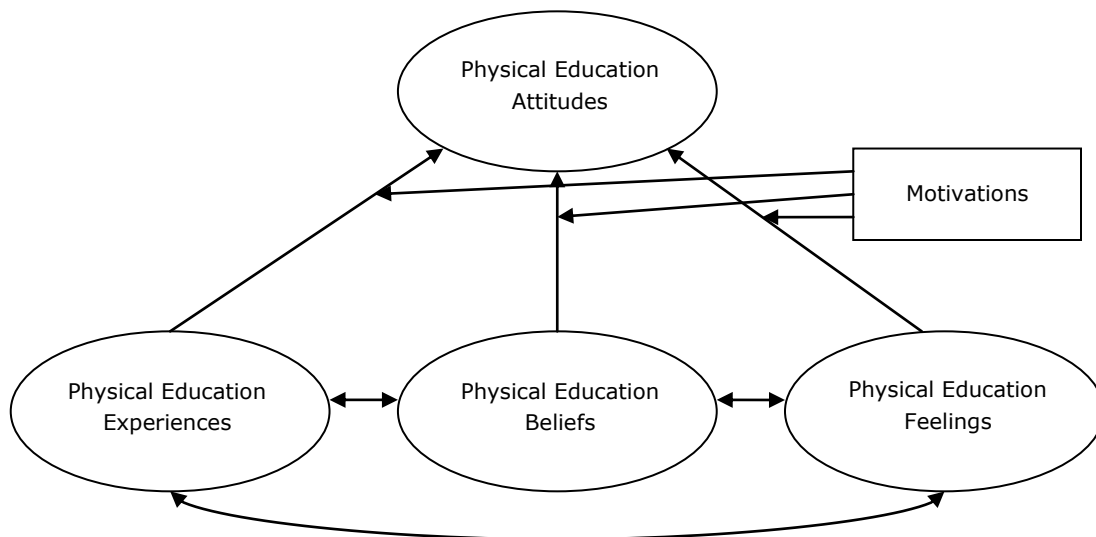 Physical Education
Attitudes
Motivations
Physical Education
Experiences
Physical Education
Beliefs
Physical Education
Feelings